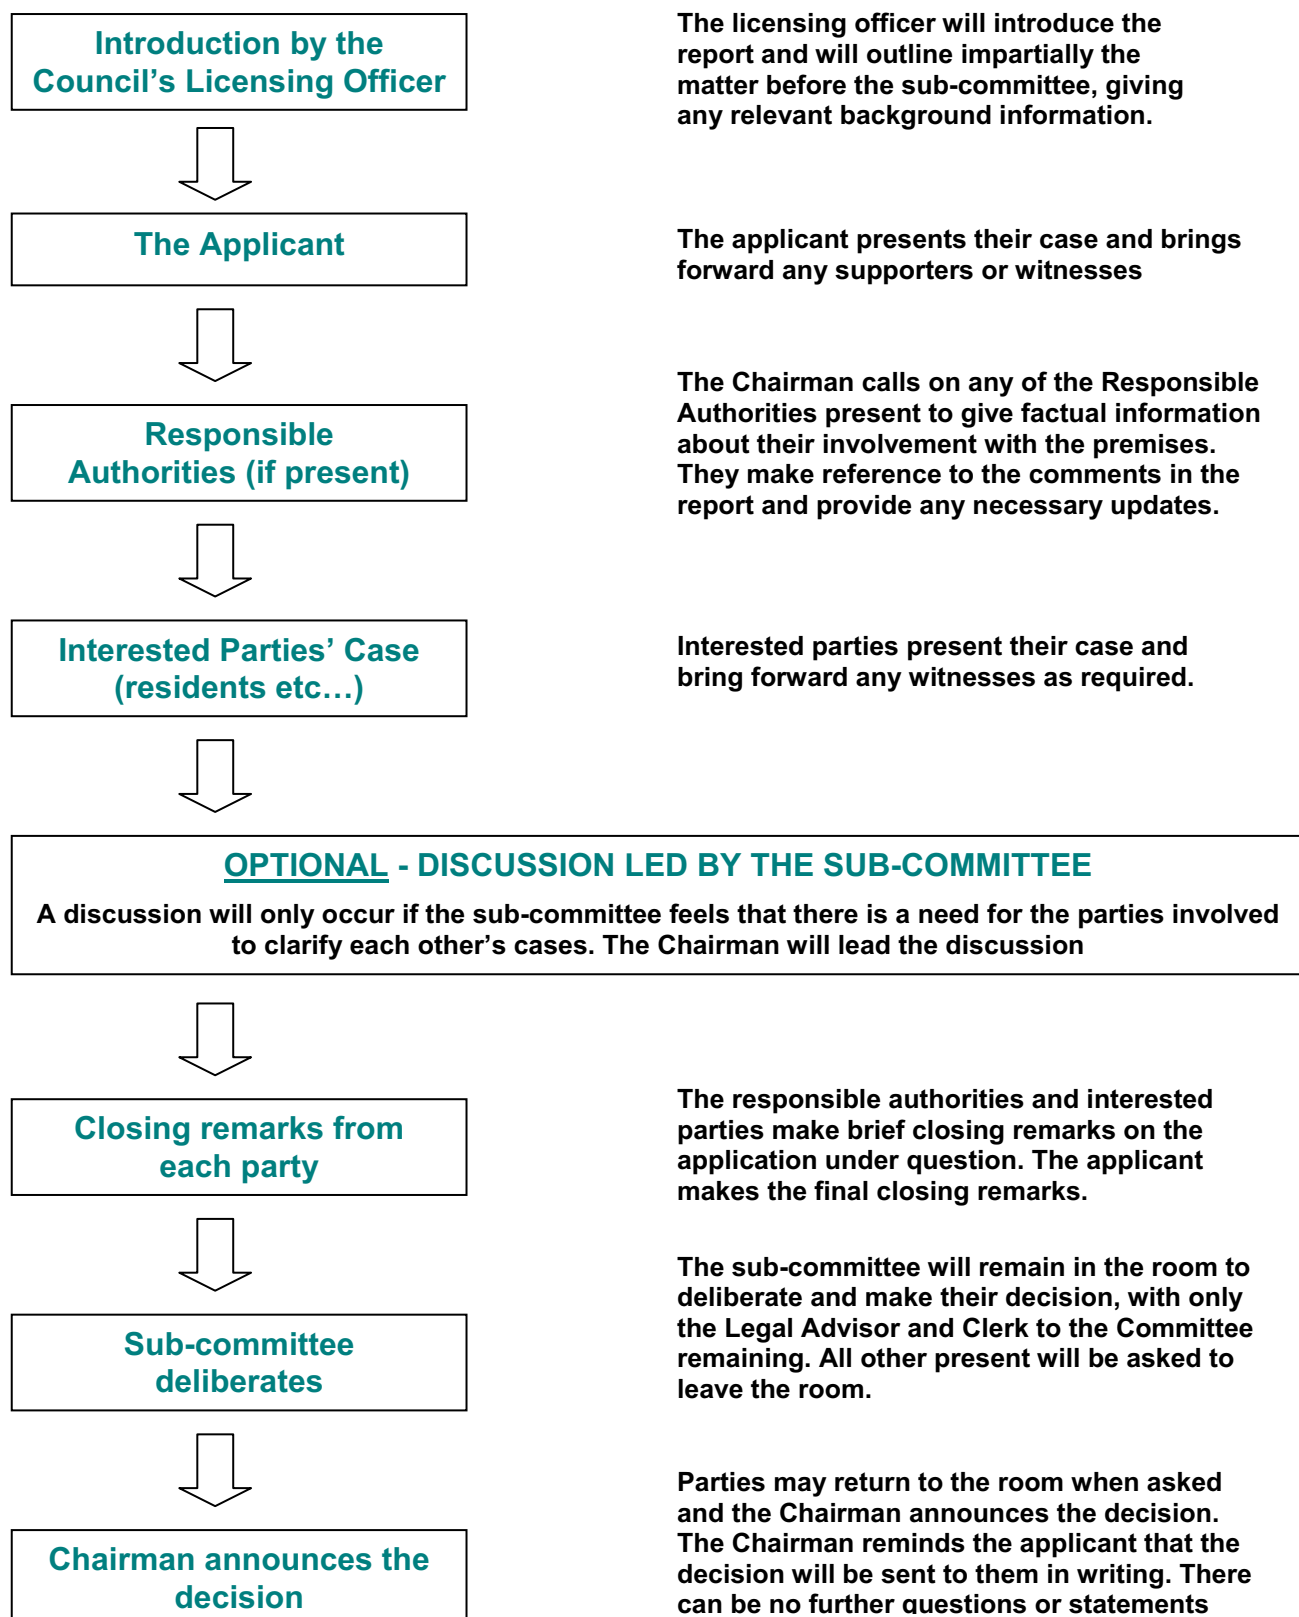 Introduction by the
Council’s Licensing Officer
The licensing officer will introduce the
report and will outline impartially the
matter before the sub-committee, giving
any relevant background information.
The Applicant
The applicant presents their case and brings
forward any supporters or witnesses
Responsible
Authorities (if present)
The Chairman calls on any of the Responsible
Authorities present to give factual information
about their involvement with the premises.
They make reference to the comments in the
report and provide any necessary updates.
Interested Parties’ Case
(residents etc…)
Interested parties present their case and
bring forward any witnesses as required.
OPTIONAL - DISCUSSION LED BY THE SUB-COMMITTEE
A discussion will only occur if the sub-committee feels that there is a need for the parties involved
to clarify each other’s cases. The Chairman will lead the discussion
Closing remarks from
each party
The responsible authorities and interested
parties make brief closing remarks on the
application under question. The applicant
makes the final closing remarks.
Sub-committee
deliberates
The sub-committee will remain in the room to
deliberate and make their decision, with only
the Legal Advisor and Clerk to the Committee
remaining. All other present will be asked to
leave the room.
Chairman announces the
decision
Parties may return to the room when asked
and the Chairman announces the decision.
The Chairman reminds the applicant that the
decision will be sent to them in writing. There
can be no further questions or statements